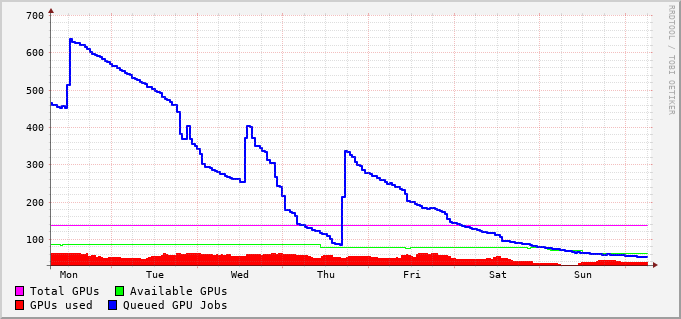 700
600
500
400
300
200
100
Mon Tue Wed Thu Fri Sat Sun
Total GPUs Available GPUs
GPUs used Queued GPU Jobs
RRDTOOL / TOBI OETIKER